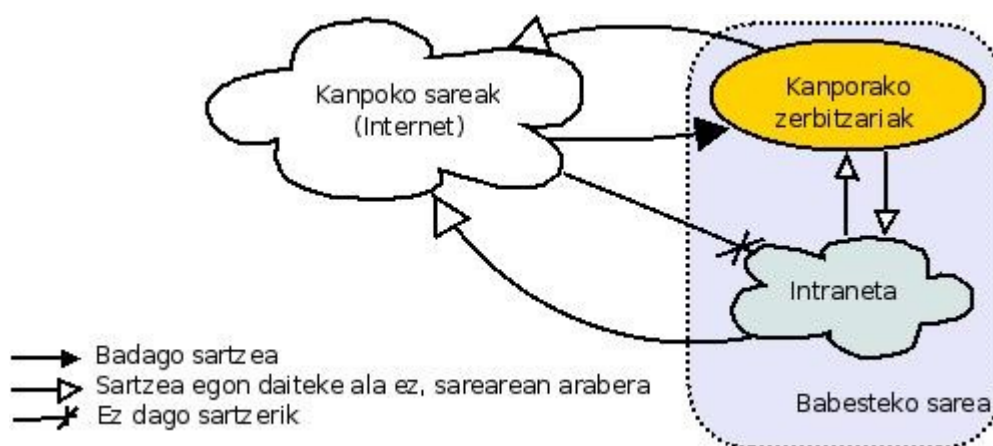 Kanpoko sareak
(Internet)
Kanporako
zerbitzariak
Intraneta
Babesteko sarea
Badago sartzea
Sartzea egon daiteke ala ez, sarearean arabera
Ez dago sartzerik